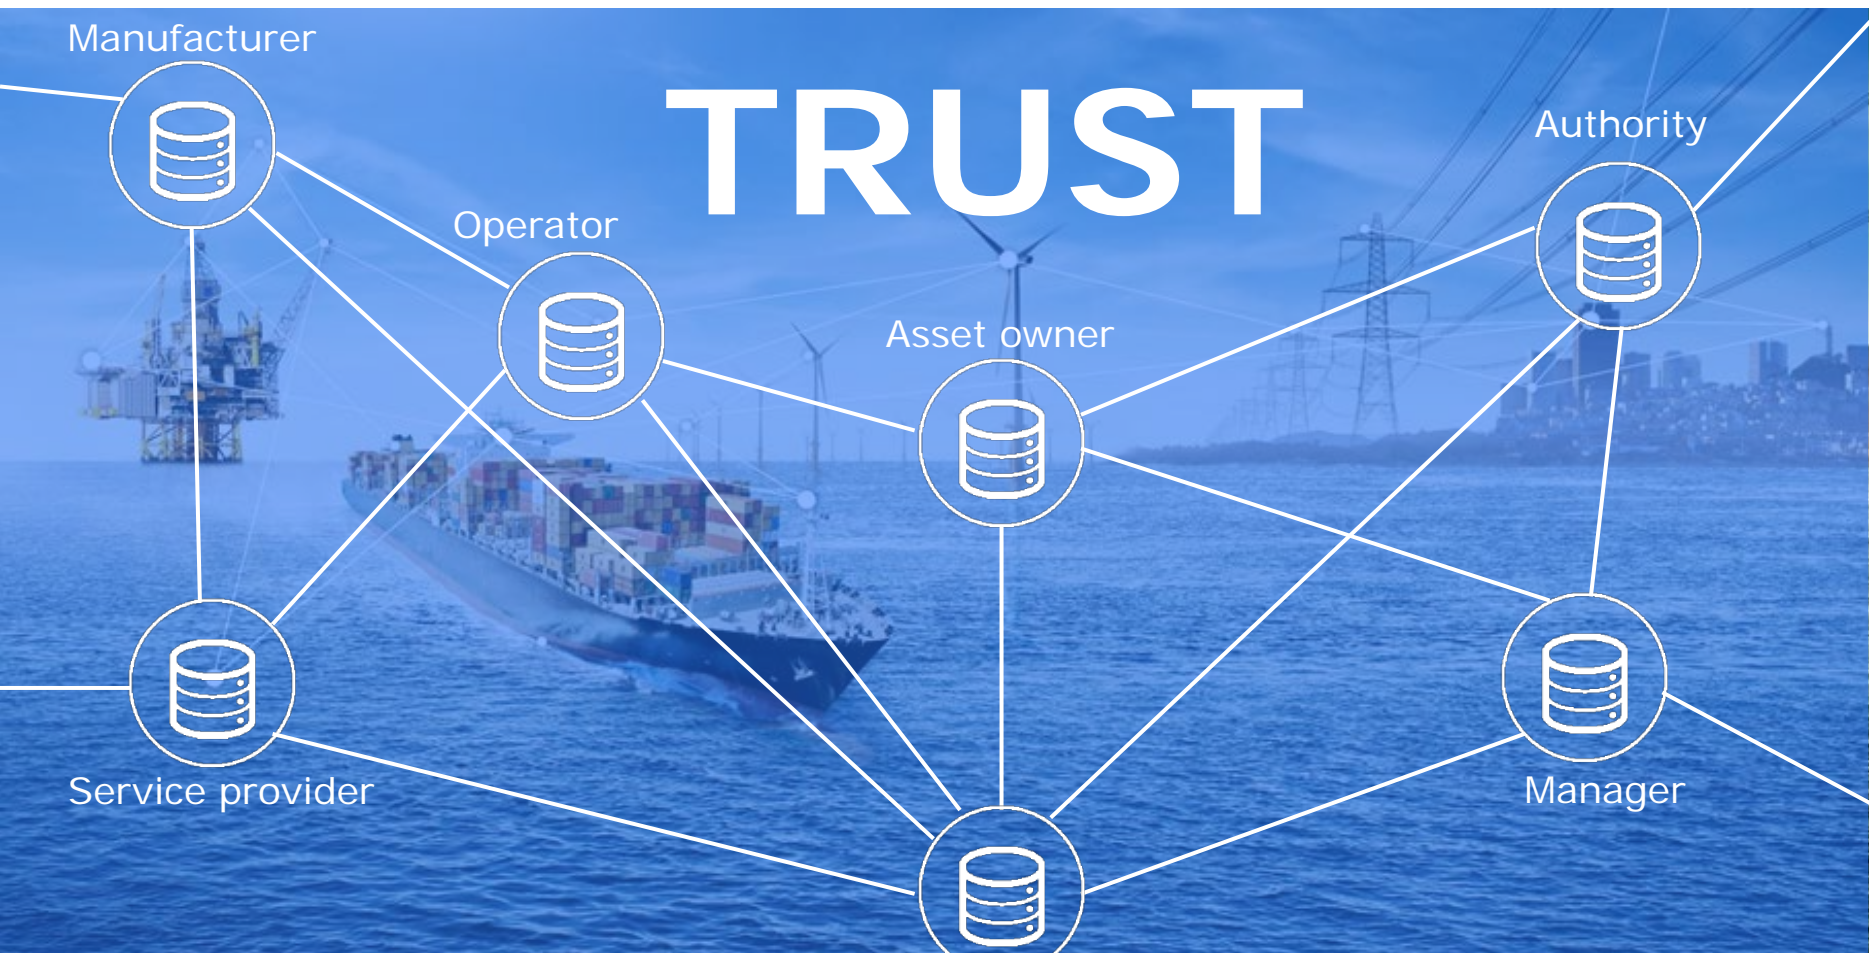 Manufacturer
TRUST
Authority
Operator
Asset owner
Service provider
Manager